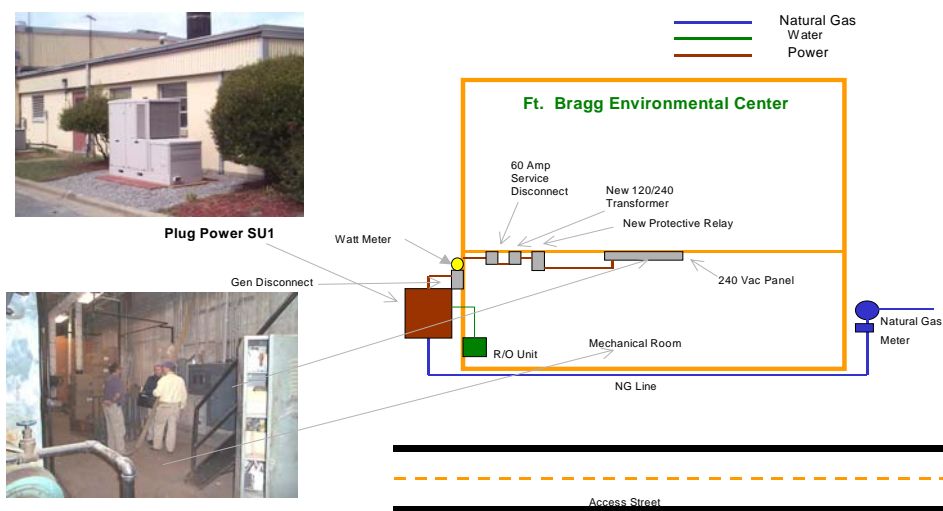 Natural Gas
Water
Power
Ft. Bragg Environmental Center
60 Amp
Service
Disconnect
New 120/240
Transformer
New Protective Relay
Plug Power SU1
Watt Meter
Gen Disconnect
240 Vac Panel
Natural Gas
Meter
R/O Unit
Mechanical Room
NG Line
Access Street